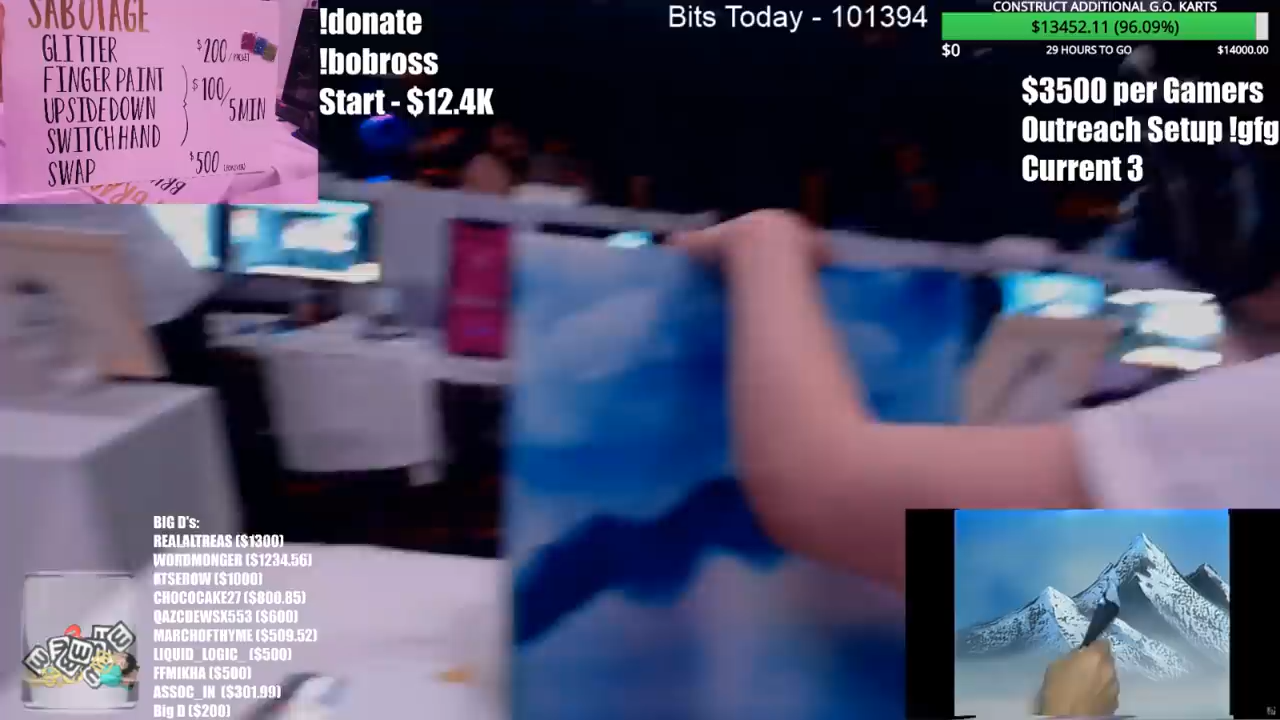 SABOTAGE
GLITTER $200 / PACKET
FINGER PAINT
UPSIDEDOWN $100/5 MIN
SWITCH HAND
SWAP $500
!donate
!bobross
Start - $12.4K
Bits Today - 101394
CONSTRUCT ADDITIONAL G.O. KARTS
$13452.11 (96.09%)
$0 29 HOURS TO GO $14000.00
$3500 per Gamers
Outreach Setup !gfg
Current 3
BIG D's:
REALALTREAS ($1300)
WORDMONGER ($1234.56)
KTSEROW ($1000)
CHOCOCAKE27 ($800.85)
QAZCDEWSX553 ($600)
MARCHOFTHYME ($509.52)
LIQUID_LOGIC_ ($500)
FFMIKHA ($500)
ASSOC_IN ($301.99)
Big D ($200)